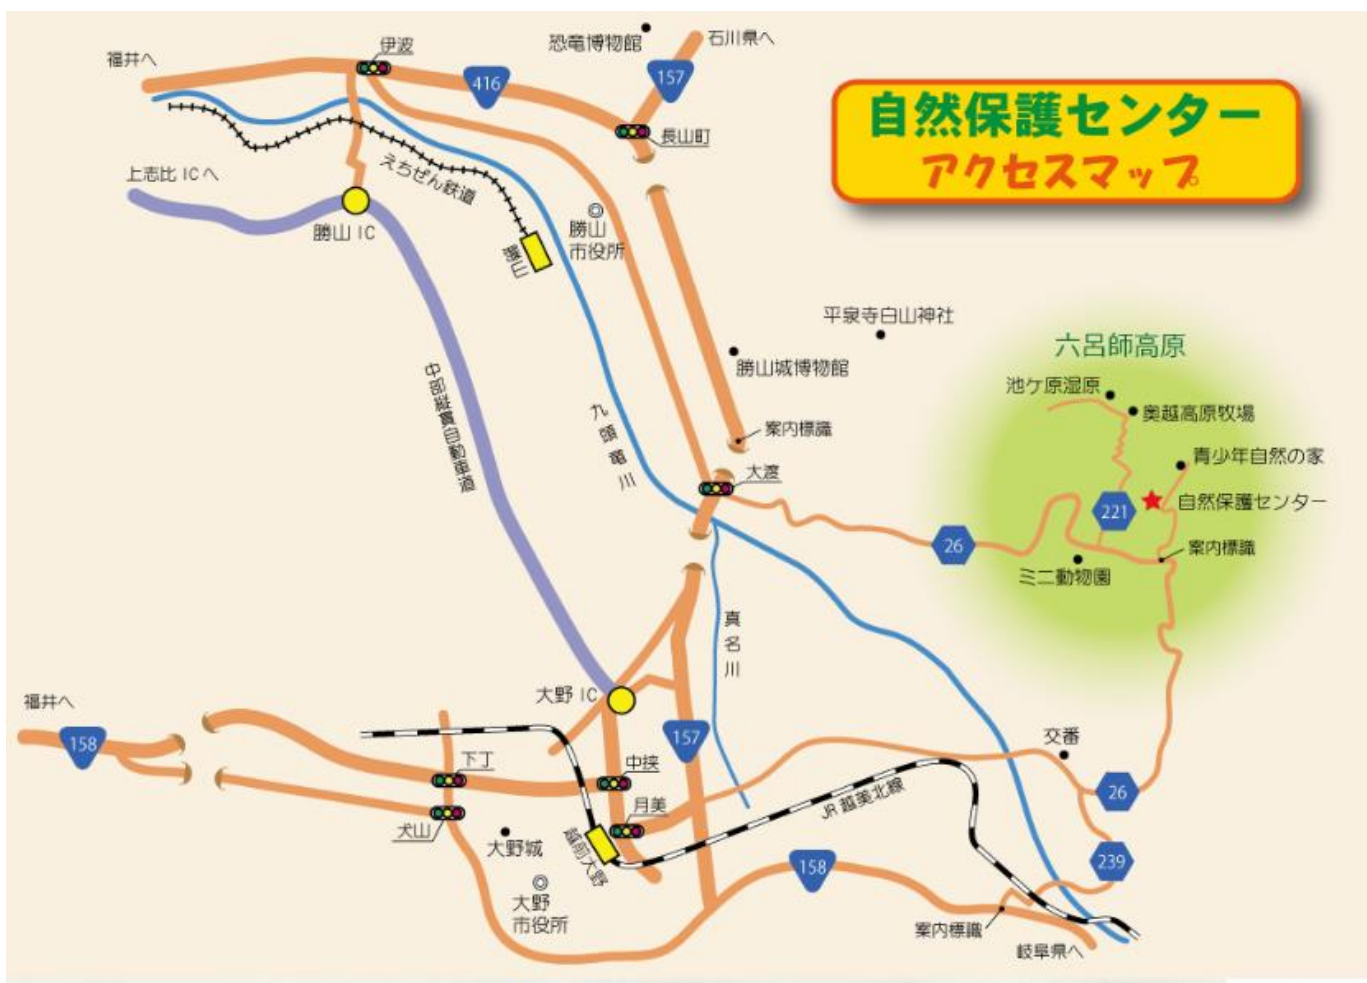 恐竜博物館
石川県へ
伊波
福井へ
416
157
長山町
自然保護センター
アクセスマップ
えちぜん鉄道
上志比 ICへ
勝山 IC
勝山
勝山
市役所
平泉寺白山神社
勝山城博物館
六呂師高原
池ケ原湿原
奥越高原牧場
中部縦貫自動車道
九頭竜川
案内標識
青少年自然の家
大渡
自然保護センター
221
26
案内標識
ミニ動物園
真名川
大野 IC
福井へ
158
157
交番
下丁
中挟
26
JR 越美北線
月美
犬山
大野城
越前大野
158
239
大野
市役所
案内標識
岐阜県へ